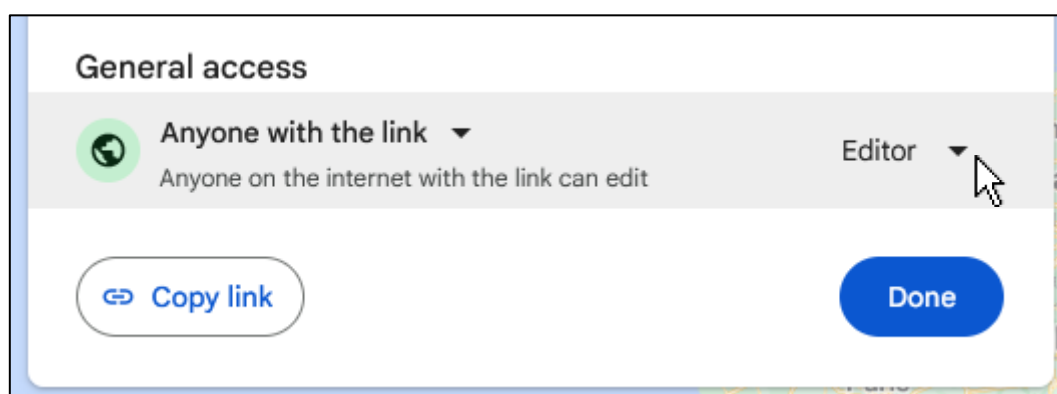 General access
Anyone with the link
Editor
Anyone on the internet with the link can edit
Copy link
Done